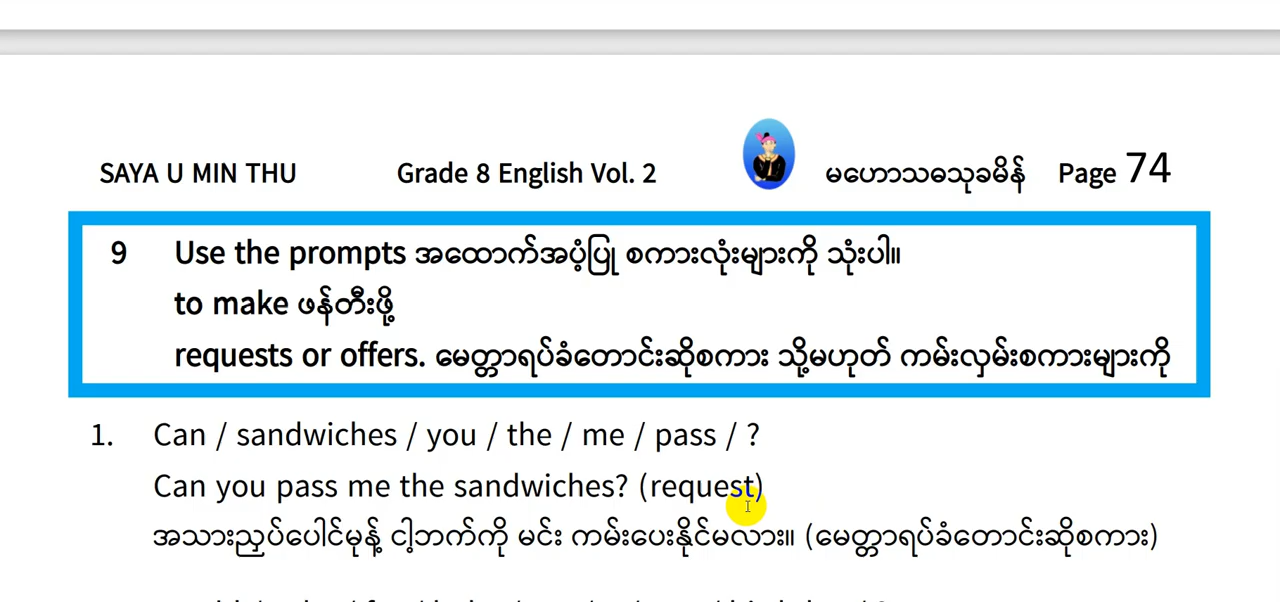 SAYA U MIN THU Grade 8 English Vol. 2 မဟောသဓသုခမိန် Page 74
9 Use the prompts အထောက်အပံ့ပြု စကားလုံးများကို သုံးပါ။
to make ဖန်တီးဖို့
requests or offers. မေတ္တာရပ်ခံတောင်းဆိုစကား သို့မဟုတ် ကမ်းလှမ်းစကားများကို
1. Can / sandwiches / you / the / me / pass / ?
Can you pass me the sandwiches? (request)
အသားညှပ်ပေါင်မုန့် ငါ့ဘက်ကို မင်း ကမ်းပေးနိုင်မလား။ (မေတ္တာရပ်ခံတောင်းဆိုစကား)